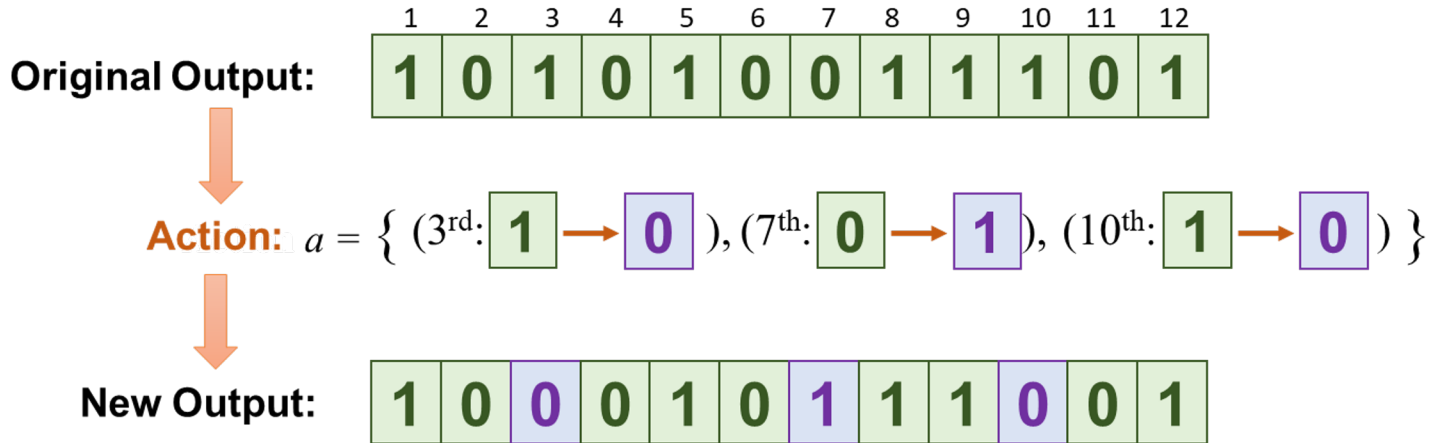 1 2 3 4 5 6 7 8 9 10 11 12
Original Output: 1 0 1 0 1 0 0 1 1 1 0 1
Action: a = { (3rd: 1 → 0 ), (7th: 0 → 1 ), (10th: 1 → 0 ) }
New Output: 1 0 0 0 1 0 1 1 1 0 0 1